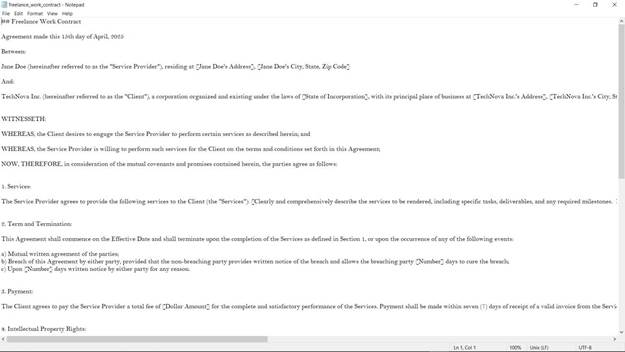 freelance_work_contract - Notepad
File Edit Format View Help
## Freelance Work Contract
Agreement made this 15th day of April, 2025
Between:
Jane Doe (hereinafter referred to as the "Service Provider"), residing at [Jane Doe's Address], [Jane Doe's City, State, Zip Code]
And:
TechNova Inc. (hereinafter referred to as the "Client"), a corporation organized and existing under the laws of [State of Incorporation], with its principal place of business at [TechNova Inc.'s Address], [TechNova Inc.'s City, St
WITNESSETH:
WHEREAS, the Client desires to engage the Service Provider to perform certain services as described herein; and
WHEREAS, the Service Provider is willing to perform such services for the Client on the terms and conditions set forth in this Agreement;
NOW, THEREFORE, in consideration of the mutual covenants and promises contained herein, the parties agree as follows:
1. Services:
The Service Provider agrees to provide the following services to the Client (the "Services"): [Clearly and comprehensively describe the services to be rendered, including specific tasks, deliverables, and any required milestones.
2. Term and Termination:
This Agreement shall commence on the Effective Date and shall terminate upon the completion of the Services as defined in Section 1, or upon the occurrence of any of the following events:
a) Mutual written agreement of the parties;
b) Breach of this Agreement by either party, provided that the non-breaching party provides written notice of the breach and allows the breaching party [Number] days to cure the breach;
c) Upon [Number] days written notice by either party for any reason.
3. Payment:
The Client agrees to pay the Service Provider a total fee of [Dollar Amount] for the complete and satisfactory performance of the Services. Payment shall be made within seven (7) days of receipt of a valid invoice from the Servi
4. Intellectual Property Rights:
Ln 1, Col 1 100% Unix (LF) UTF-8